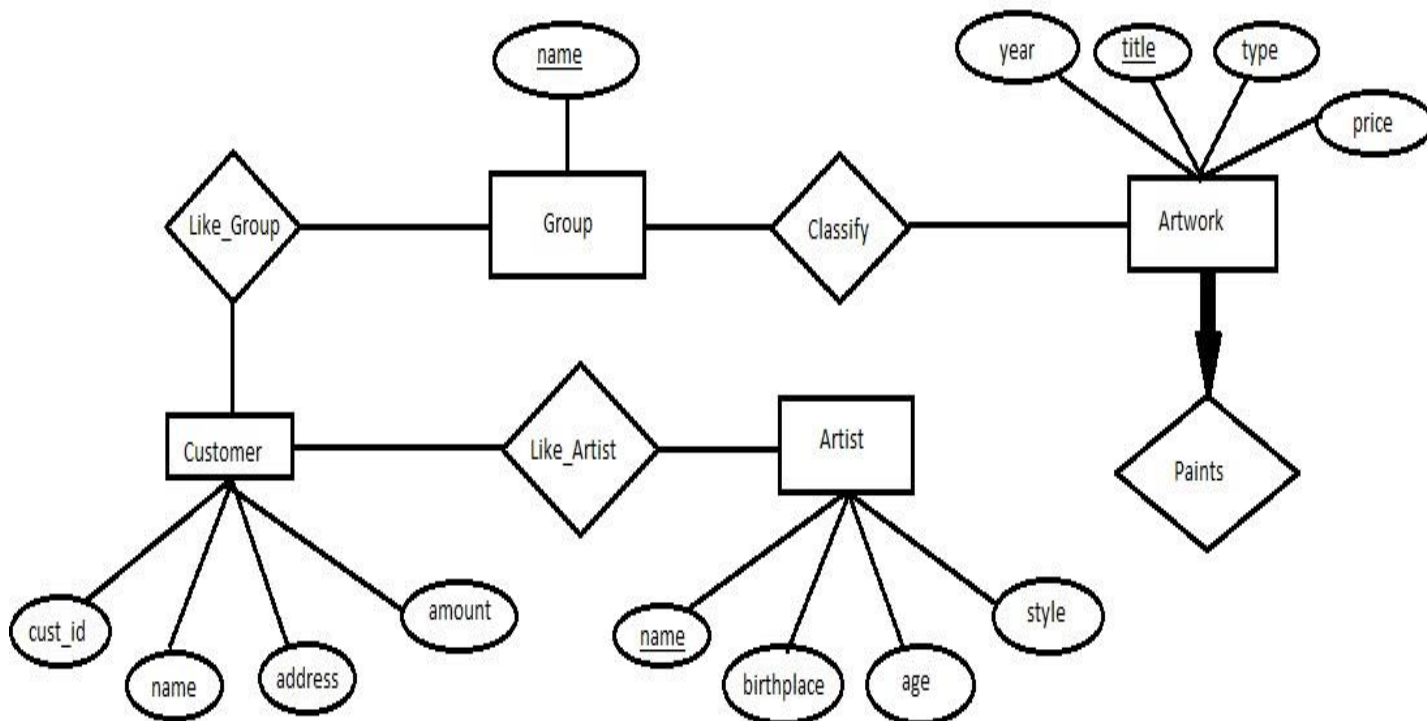 name
year
title
type
price
Like_Group
Group
Classify
Artwork
Customer
Like_Artist
Artist
Paints
cust_id
name
address
amount
name
birthplace
age
style